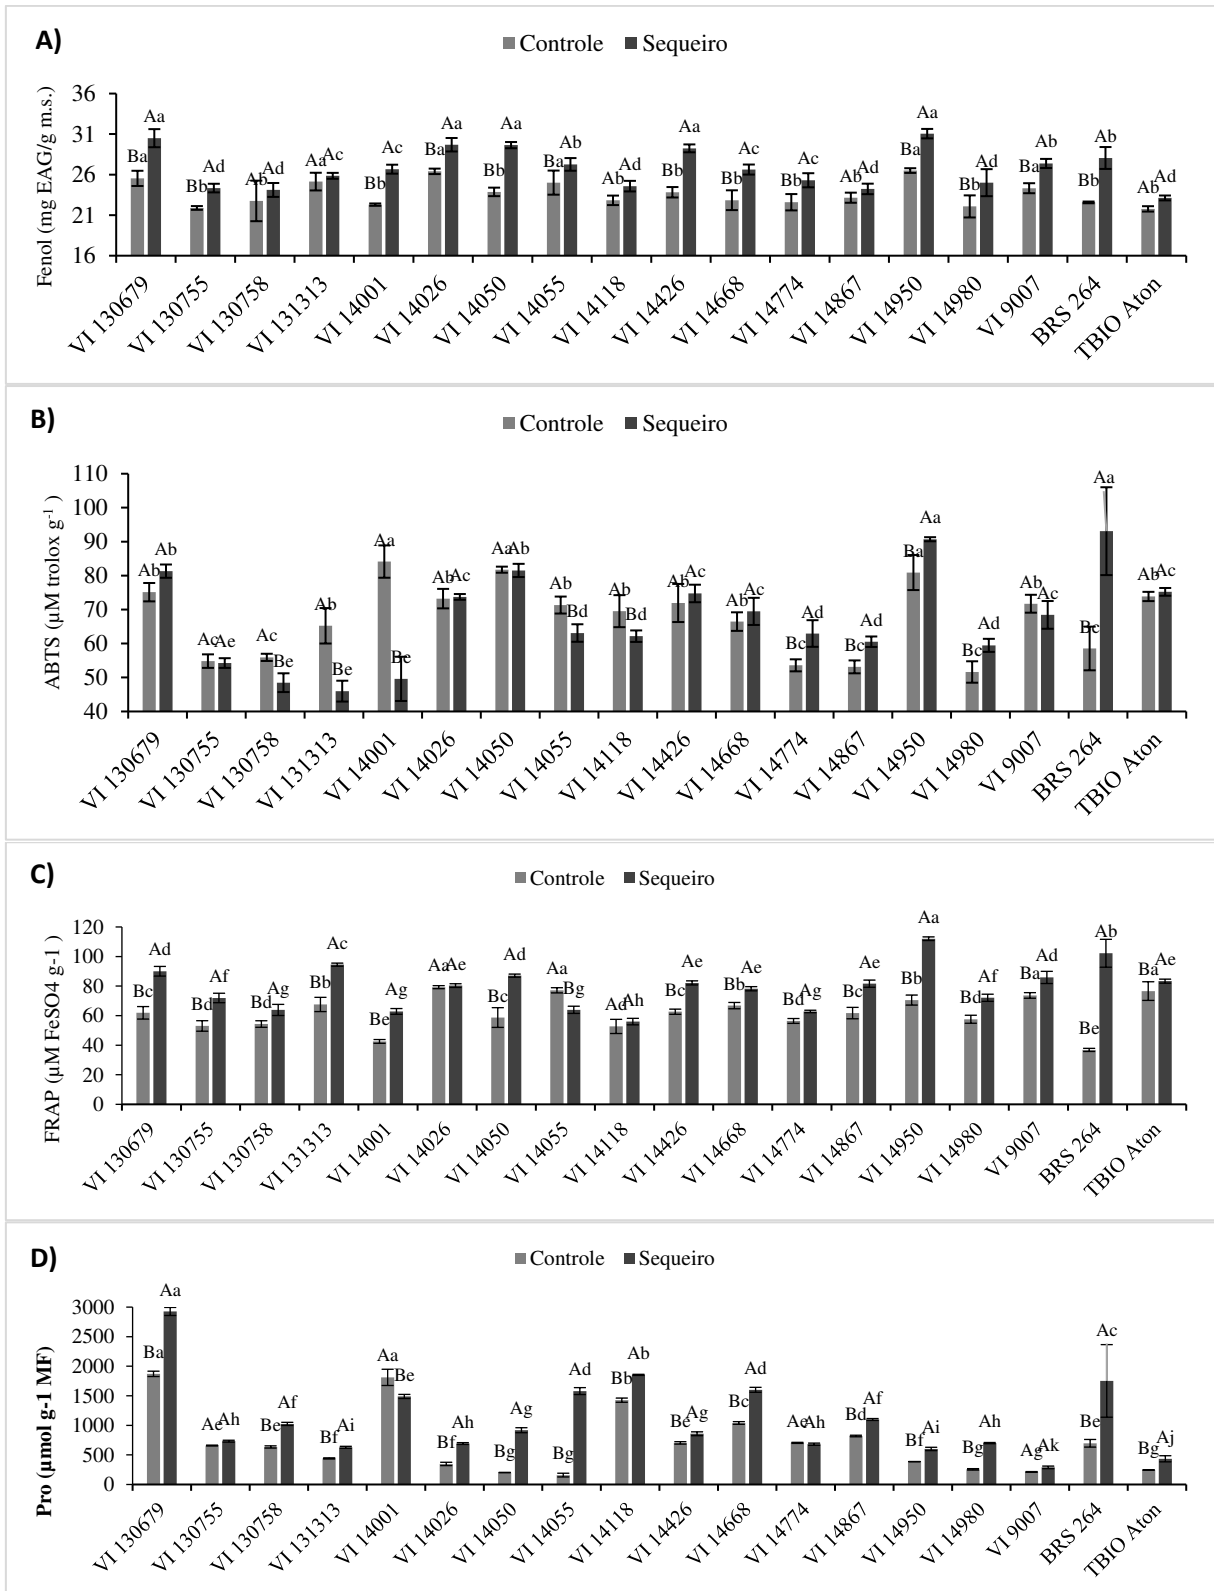 A)
Controle Sequeiro
Fenol (mg EAG/g m.s.)
36
31
26
21
16
Ba Aa Bb Ad Ab Ad Aa Ac Bb Ac Ba Aa Bb Aa Ba Ab Ab Ad Ab Aa Bb Ac Bb Ac Ab Ad Ba Aa Bb Ad Ba Ab Bb Ab Ab Ad
VI 130679 VI 130755 VI 130758 VI 131313 VI 14001 VI 14026 VI 14050 VI 14055 VI 14118 VI 14426 VI 14668 VI 14774 VI 14867 VI 14950 VI 14980 VI 9007 BRS 264 TBIO Aton
B)
Controle Sequeiro
ABTS (µM trolox g-1 )
110
100
90
80
70
60
50
40
Ab Ab Ac Ae Ac Be Ab Be Aa Be Ab Ac Aa Ab Ab Bd Ab Bd Ab Ac Ab Ac Bc Ad Bc Ad Ba Aa Bc Ad Ab Ac Bc Aa Ab Ac
VI 130679 VI 130755 VI 130758 VI 131313 VI 14001 VI 14026 VI 14050 VI 14055 VI 14118 VI 14426 VI 14668 VI 14774 VI 14867 VI 14950 VI 14980 VI 9007 BRS 264 TBIO Aton
C)
Controle Sequeiro
FRAP (µM FeSO4 g-1 )
120
100
80
60
40
20
0
Bc Ad Bd Af Bd Ag Bb Ac Be Ag Aa Ae Bc Ad Aa Bg Ad Ah Bc Ae Bb Ae Bd Ag Bc Ae Bb Aa Bd Af Ba Ad Be Ab Ba Ae
VI 130679 VI 130755 VI 130758 VI 131313 VI 14001 VI 14026 VI 14050 VI 14055 VI 14118 VI 14426 VI 14668 VI 14774 VI 14867 VI 14950 VI 14980 VI 9007 BRS 264 TBIO Aton
D)
Controle Sequeiro
Pro (µmol g-1 MF)
3000
2500
2000
1500
1000
500
0
Ba Aa Ae Ah Be Af Bf Ai Aa Be Bf Ah Bg Ag Bg Ad Bb Ab Be Ag Bc Ad Ae Ah Bd Af Bf Ai Bg Ah Ag Ak Be Ac Bg Aj
VI 130679 VI 130755 VI 130758 VI 131313 VI 14001 VI 14026 VI 14050 VI 14055 VI 14118 VI 14426 VI 14668 VI 14774 VI 14867 VI 14950 VI 14980 VI 9007 BRS 264 TBIO Aton